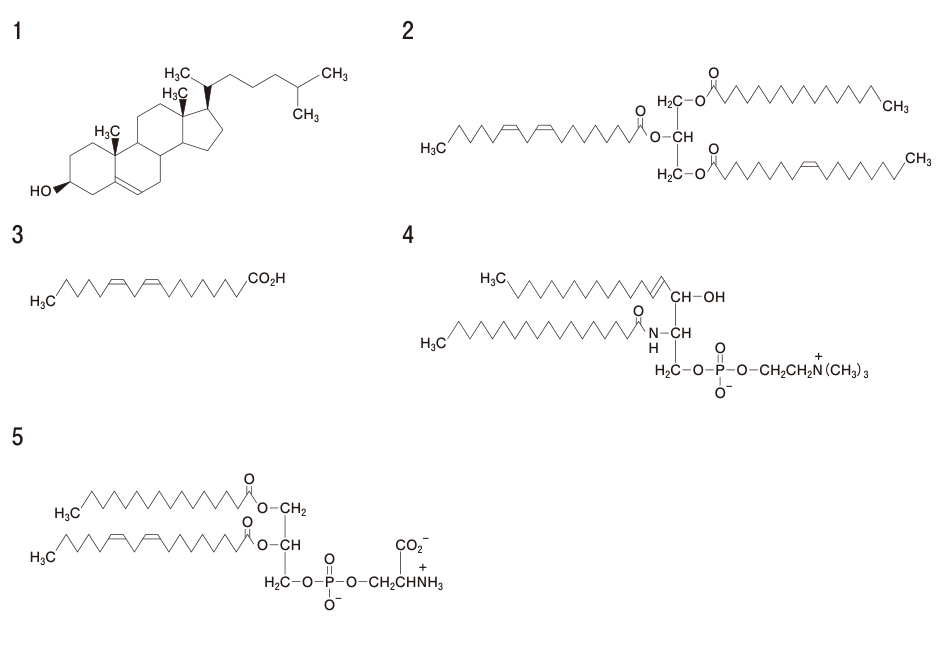 1
H₃C
CH₃
H₃C
CH₃
H₃C
HO
2
O
H₂C
O
CH₃
O
O
CH
H₃C
O
CH₃
H₂C
O
3
CO₂H
H₃C
4
H₃C
CH
OH
O
N
H
CH
H₃C
O
H₂C
O
P
O
CH₂CH₂N(CH₃)₃
+
O⁻
5
O
H₃C
O
CH₂
O
O
CH
CO₂⁻
H₃C
O
+
H₂C
O
P
O
CH₂CHNH₃
O⁻